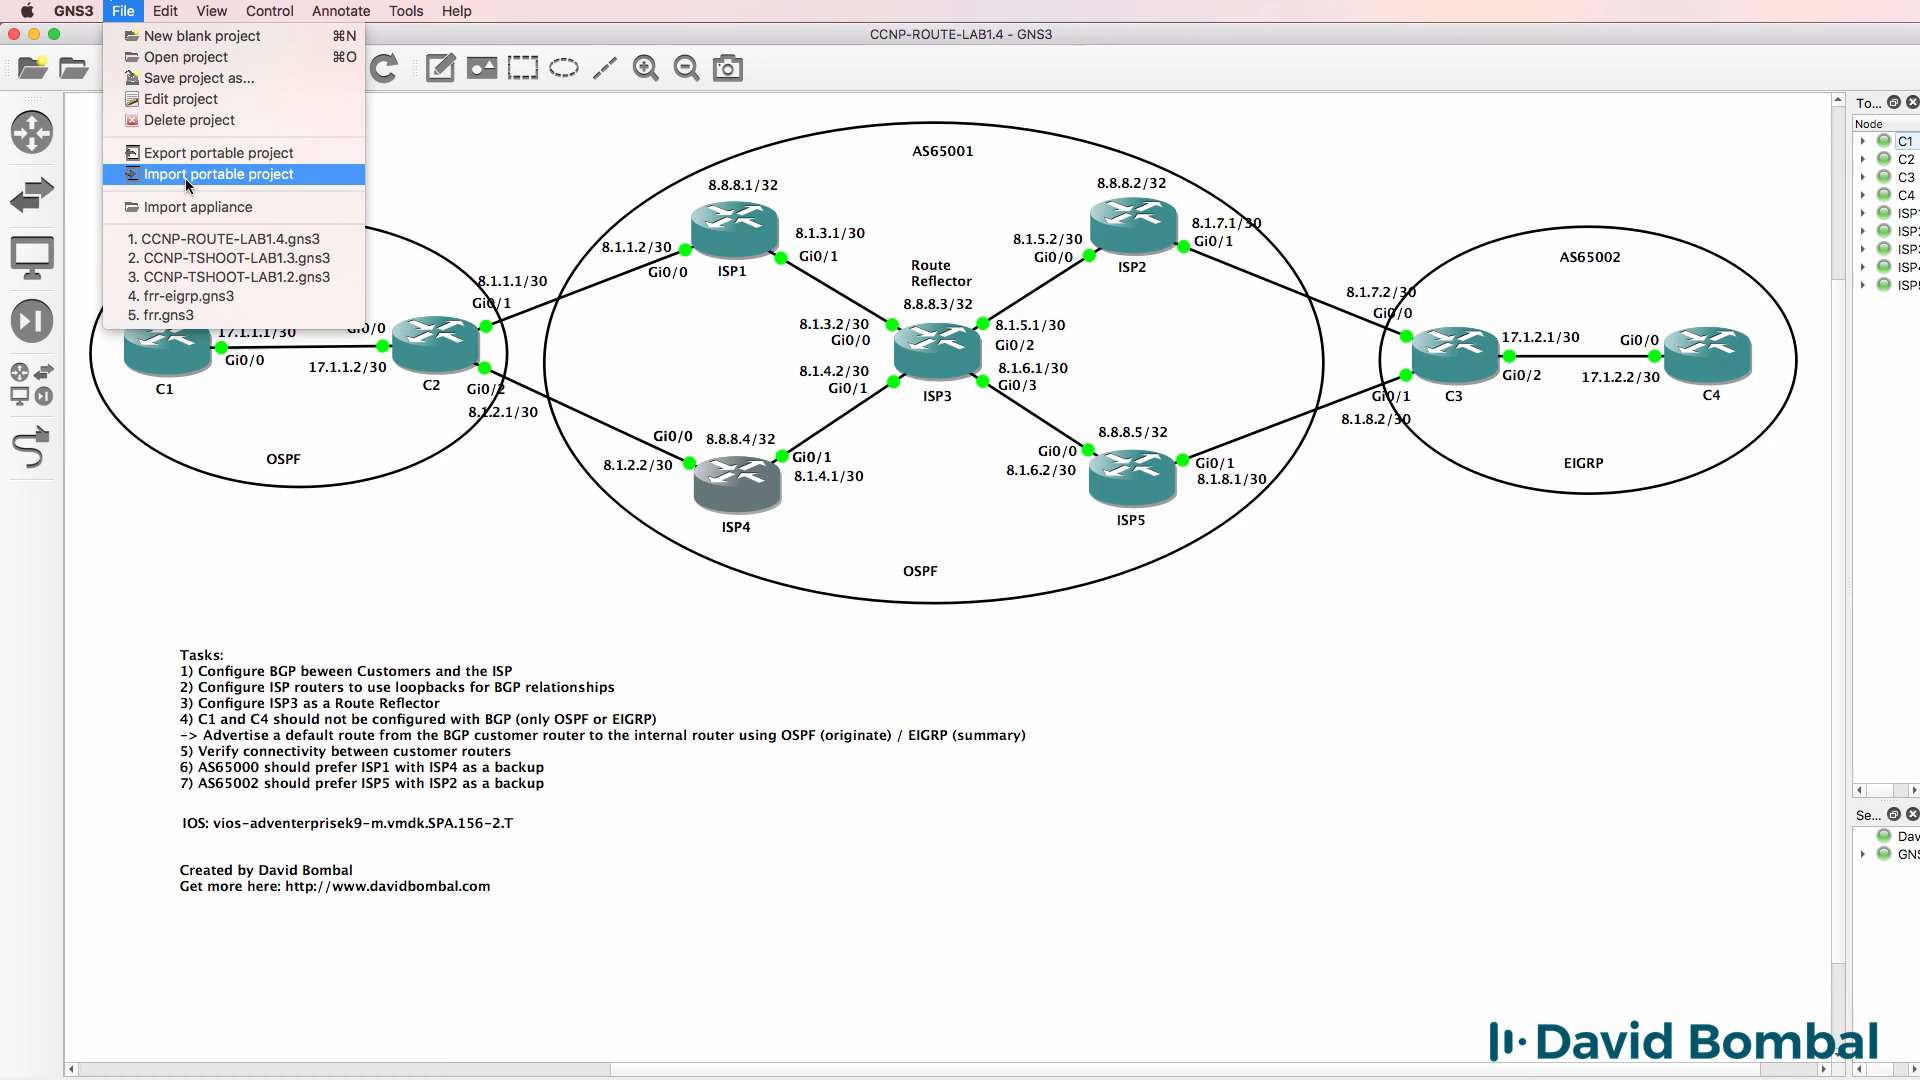 GNS3 File Edit View Control Annotate Tools Help
CCNP-ROUTE-LAB1.4 - GNS3
New blank project ⌘N
Open project ⌘O
Save project as...
Edit project
Delete project
Export portable project
Import portable project
Import appliance
1. CCNP-ROUTE-LAB1.4.gns3
2. CCNP-TSHOOT-LAB1.3.gns3
3. CCNP-TSHOOT-LAB1.2.gns3
4. frr-eigrp.gns3
5. frr.gns3
17.1.1.1/30
Gi0/0
C1
Gi0/0
17.1.1.2/30
C2
8.1.1.1/30
Gi0/1
Gi0/2
8.1.2.1/30
OSPF
AS65001
8.8.8.1/32
8.1.1.2/30
Gi0/0
ISP1
8.1.3.1/30
Gi0/1
8.8.8.2/32
8.1.5.2/30
Gi0/0
ISP2
8.1.7.1/30
Gi0/1
Route
Reflector
8.8.8.3/32
8.1.3.2/30
Gi0/0
8.1.5.1/30
Gi0/2
8.1.4.2/30
Gi0/1
8.1.6.1/30
Gi0/3
ISP3
Gi0/0
8.8.8.4/32
8.1.2.2/30
Gi0/1
8.1.4.1/30
ISP4
8.8.8.5/32
Gi0/0
8.1.6.2/30
Gi0/1
8.1.8.1/30
ISP5
OSPF
AS65002
8.1.7.2/30
Gi0/0
17.1.2.1/30
Gi0/2
Gi0/1
8.1.8.2/30
C3
Gi0/0
17.1.2.2/30
C4
EIGRP
Tasks:
1) Configure BGP beween Customers and the ISP
2) Configure ISP routers to use loopbacks for BGP relationships
3) Configure ISP3 as a Route Reflector
4) C1 and C4 should not be configured with BGP (only OSPF or EIGRP)
-> Advertise a default route from the BGP customer router to the internal router using OSPF (originate) / EIGRP (summary)
5) Verify connectivity between customer routers
6) AS65000 should prefer ISP1 with ISP4 as a backup
7) AS65002 should prefer ISP5 with ISP2 as a backup
IOS: vios-adventerprisek9-m.vmdk.SPA.156-2.T
Created by David Bombal
Get more here: http://www.davidbombal.com
To...
Node
C1
C2
C3
C4
ISP
ISP
ISP
ISP
ISP
Se...
Dav
GNS
David Bombal